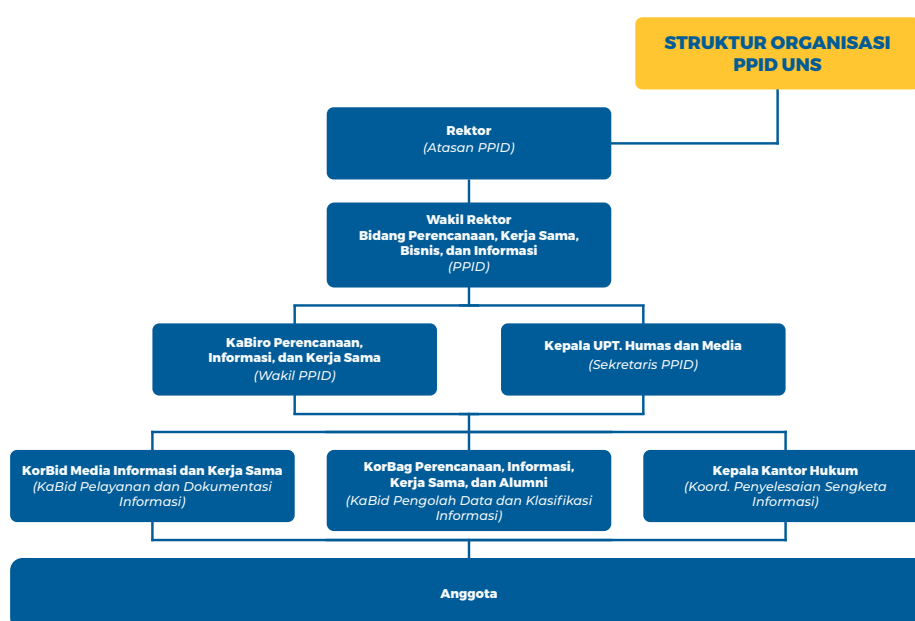 STRUKTUR ORGANISASI
PPID UNS
Rektor
(Atasan PPID)
Wakil Rektor
Bidang Perencanaan, Kerja Sama,
Bisnis, dan Informasi
(PPID)
KaBiro Perencanaan,
Informasi, dan Kerja Sama
(Wakil PPID)
Kepala UPT. Humas dan Media
(Sekretaris PPID)
KorBid Media Informasi dan Kerja Sama
(KaBid Pelayanan dan Dokumentasi
Informasi)
KorBag Perencanaan, Informasi,
Kerja Sama, dan Alumni
(KaBid Pengolah Data dan Klasifikasi
Informasi)
Kepala Kantor Hukum
(Koord. Penyelesaian Sengketa
Informasi)
Anggota